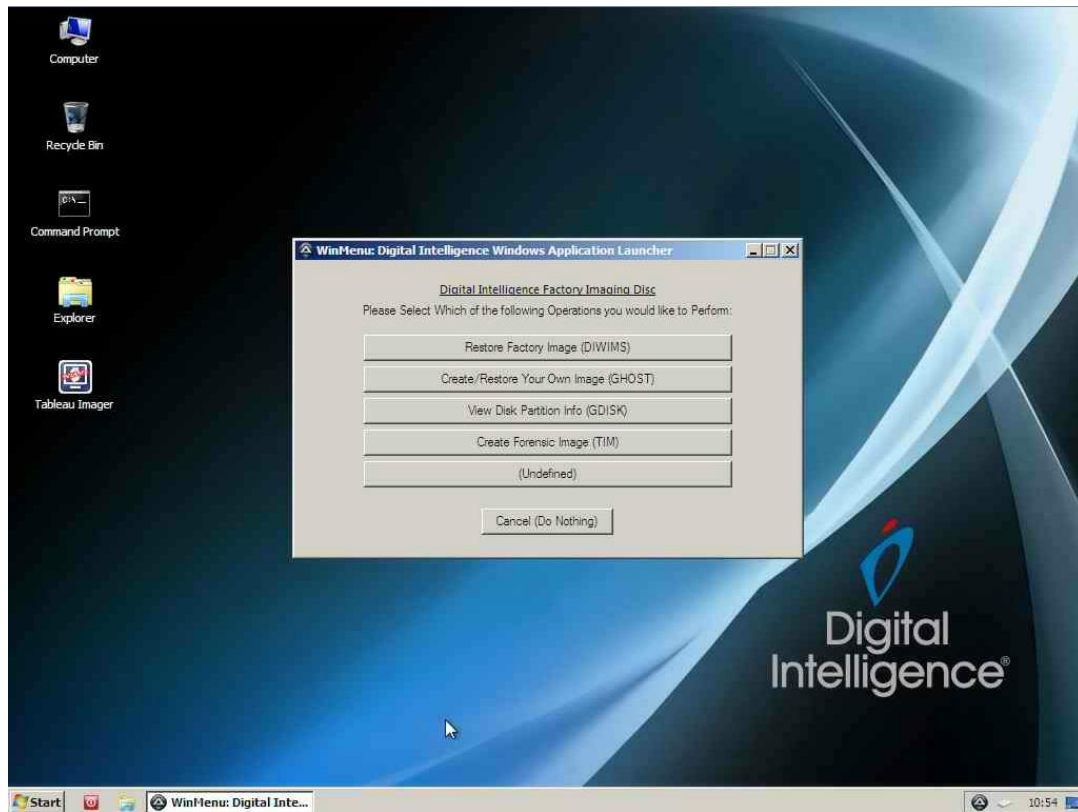 Computer
Recycle Bin
C:\_
Command Prompt
Explorer
Tableau Imager
WinMenu: Digital Intelligence Windows Application Launcher
Digital Intelligence Factory Imaging Disc
Please Select Which of the following Operations you would like to Perform:
Restore Factory Image (DIWIMS)
Create/Restore Your Own Image (GHOST)
View Disk Partition Info (GDISK)
Create Forensic Image (TIM)
(Undefined)
Cancel (Do Nothing)
Digital
Intelligence®
Start
WinMenu: Digital Inte...
10:54